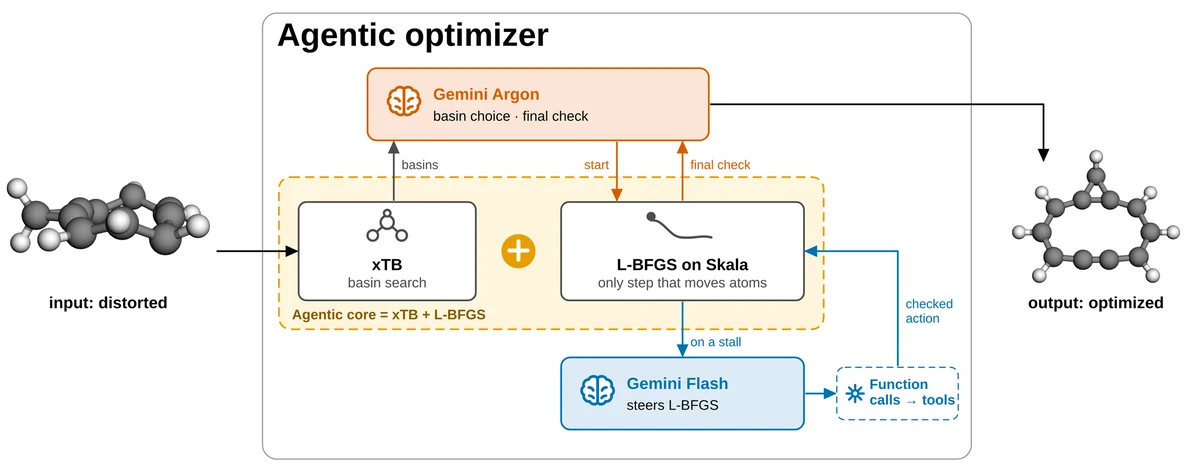 Agentic optimizer
Gemini Argon
basin choice · final check
basins
start
final check
xTB
basin search
L-BFGS on Skala
only step that moves atoms
Agentic core = xTB + L-BFGS
input: distorted
output: optimized
on a stall
checked
action
Gemini Flash
steers L-BFGS
Function
calls → tools